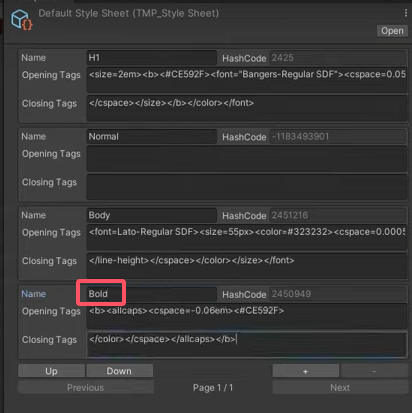 Default Style Sheet (TMP_Style Sheet)
Open
Name H1 HashCode 2425
Opening Tags <size=2em><b><#CE592F><font="Bangers-Regular SDF"><cspace=0.05
Closing Tags </cspace></size></b></color></font>
Name Normal HashCode -1183493901
Opening Tags
Closing Tags
Name Body HashCode 2451216
Opening Tags <font=Lato-Regular SDF><size=55px><color=#323232><cspace=0.0005
Closing Tags </line-height></cspace></color></size></font>
Name Bold HashCode 2450949
Opening Tags <b><allcaps><cspace=-0.06em><#CE592F>
Closing Tags </color></cspace></allcaps></b>
Up Down + -
Previous Page 1 / 1 Next